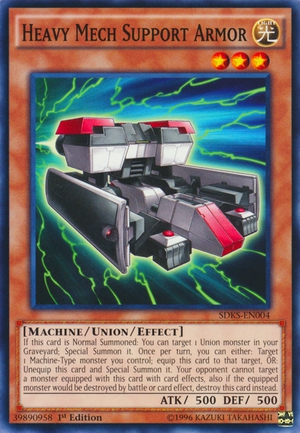 HEAVY MECH SUPPORT ARMOR
LIGHT
光
SDKS-EN004
[MACHINE/UNION/EFFECT]
If this card is Normal Summoned: You can target 1 Union monster in your
Graveyard; Special Summon it. Once per turn, you can either: Target
1 Machine-Type monster you control; equip this card to that target, OR:
Unequip this card and Special Summon it. Your opponent cannot target
a monster equipped with this card with card effects, also if the equipped
monster would be destroyed by battle or card effect, destroy this card instead.
ATK/ 500 DEF/ 500
39890958 1st Edition ©1996 KAZUKI TAKAHASHI